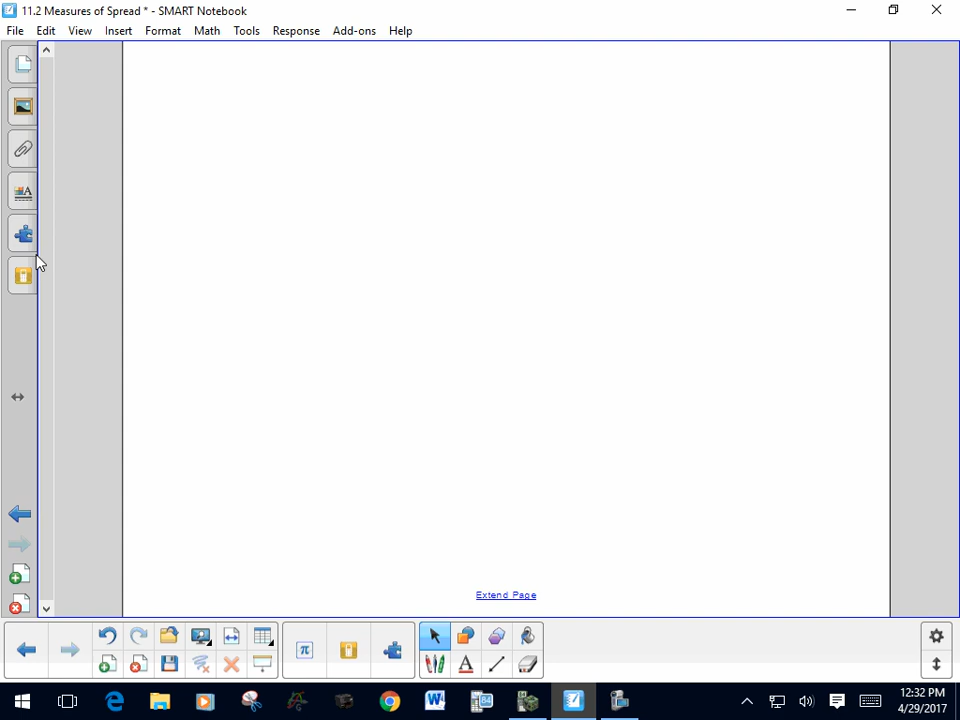 11.2 Measures of Spread * - SMART Notebook
File Edit View Insert Format Math Tools Response Add-ons Help
Extend Page
12:32 PM
4/29/2017